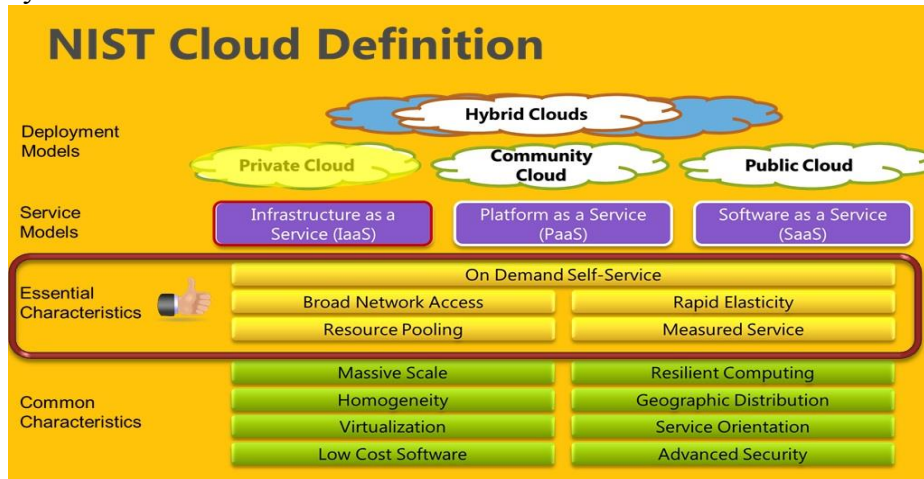 NIST Cloud Definition
Hybrid Clouds
Deployment
Models
Private Cloud
Community
Cloud
Public Cloud
Service
Models
Infrastructure as a
Service (IaaS)
Platform as a Service
(PaaS)
Software as a Service
(SaaS)
Essential
Characteristics
On Demand Self-Service
Broad Network Access
Rapid Elasticity
Resource Pooling
Measured Service
Common
Characteristics
Massive Scale
Resilient Computing
Homogeneity
Geographic Distribution
Virtualization
Service Orientation
Low Cost Software
Advanced Security